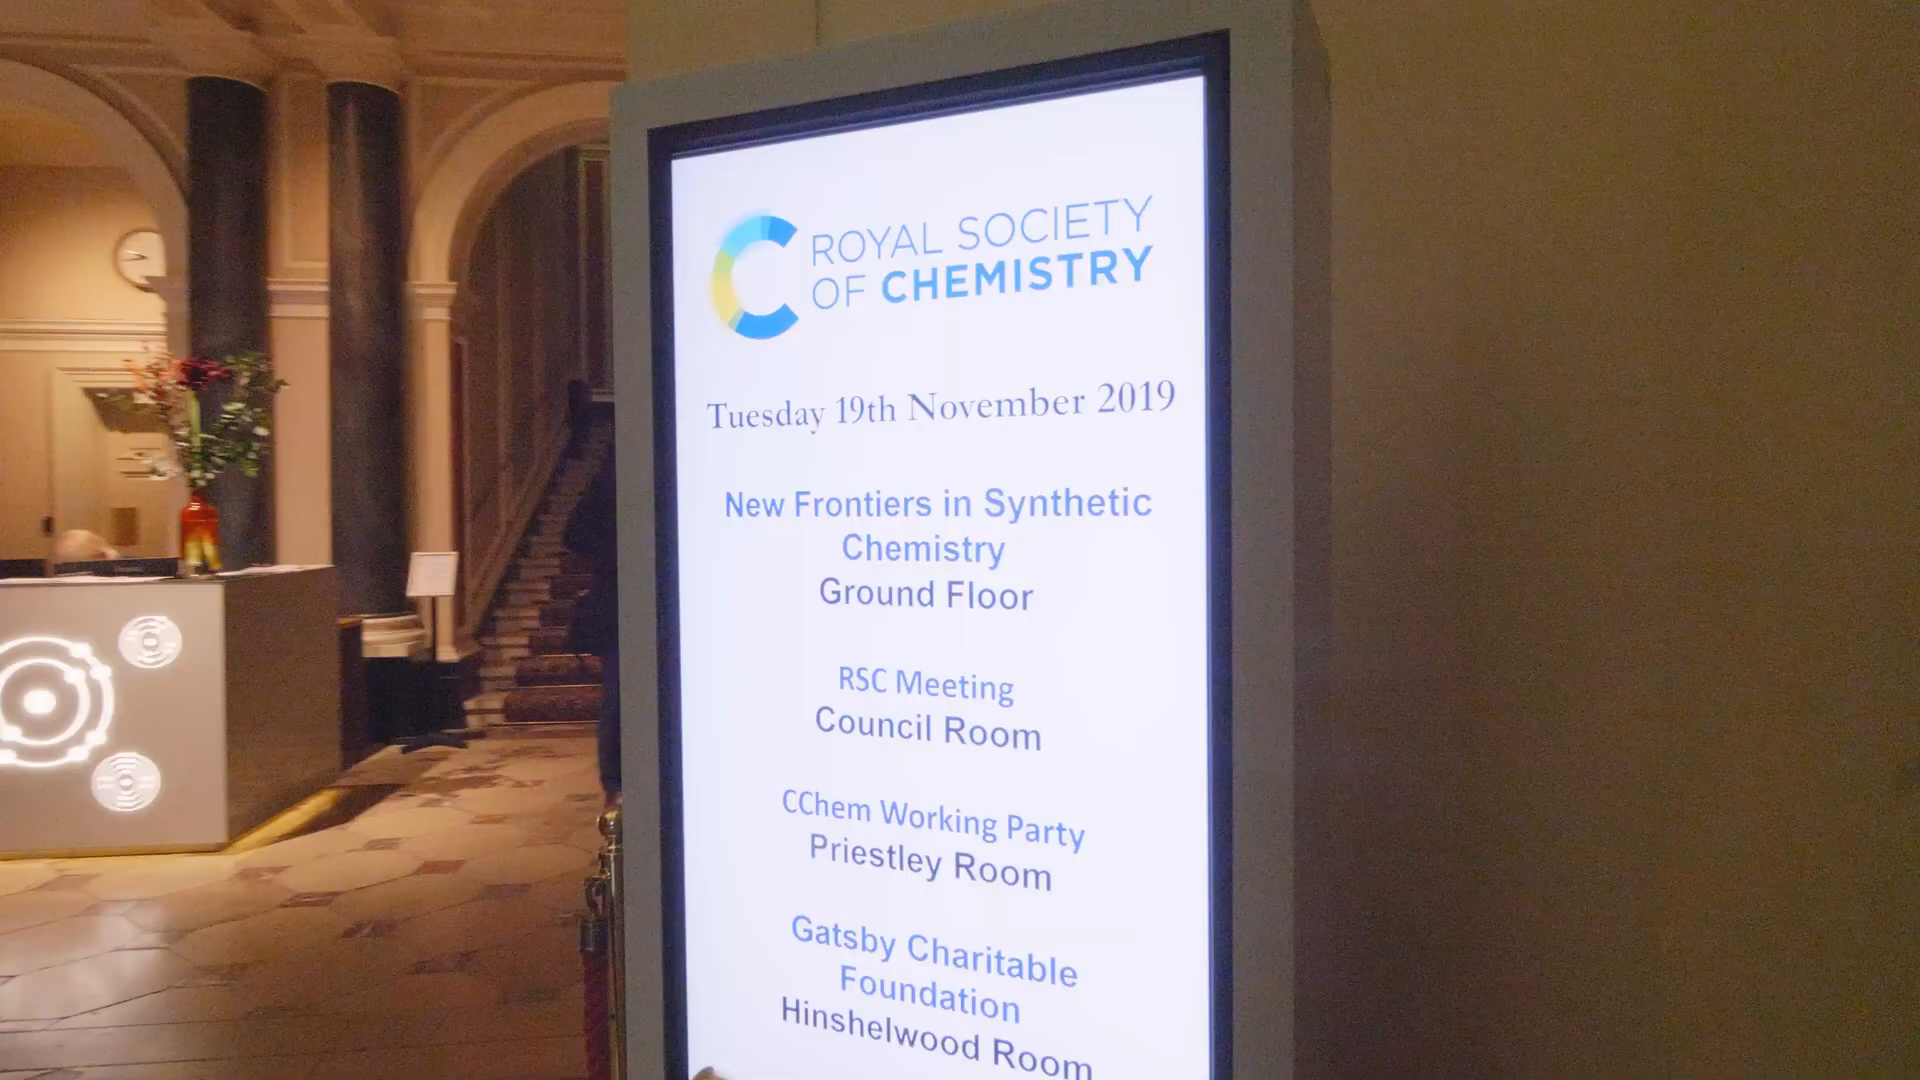 ROYAL SOCIETY
OF CHEMISTRY
Tuesday 19th November 2019
New Frontiers in Synthetic
Chemistry
Ground Floor
RSC Meeting
Council Room
CChem Working Party
Priestley Room
Gatsby Charitable
Foundation
Hinshelwood Room